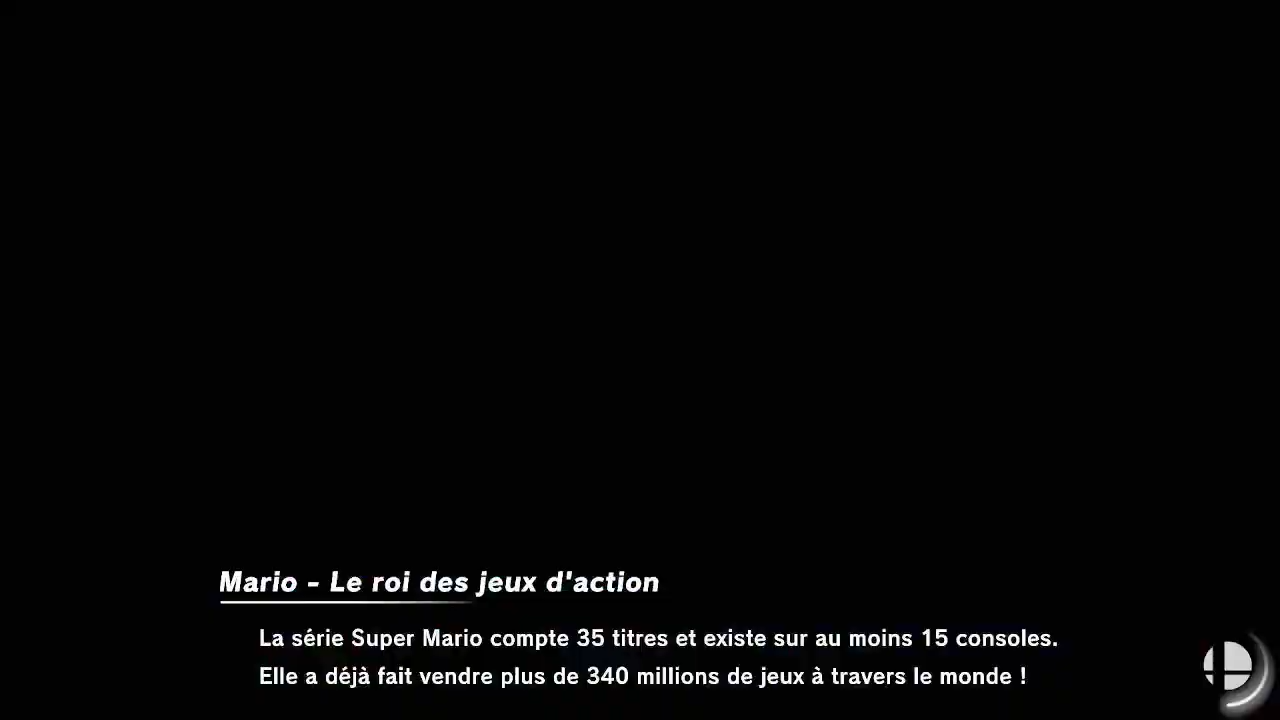 Mario - Le roi des jeux d'action
La série Super Mario compte 35 titres et existe sur au moins 15 consoles.
Elle a déjà fait vendre plus de 340 millions de jeux à travers le monde !